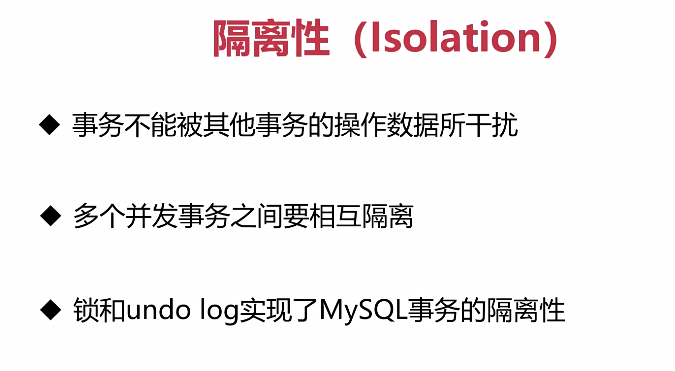 隔离性（Isolation）
◆ 事务不能被其他事务的操作数据所干扰
◆ 多个并发事务之间要相互隔离
◆ 锁和undo log实现了MySQL事务的隔离性